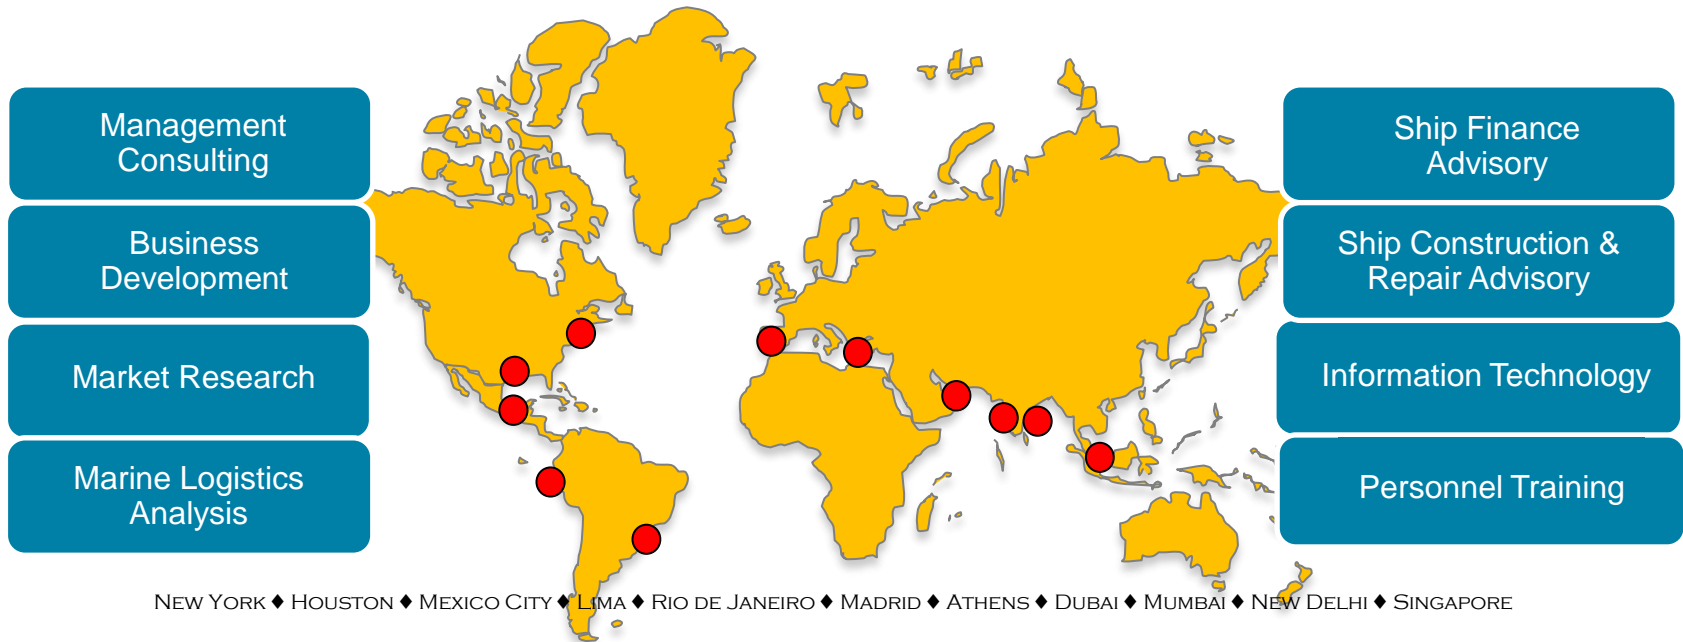 Management
Consulting
Business
Development
Market Research
Marine Logistics
Analysis
Ship Finance
Advisory
Ship Construction &
Repair Advisory
Information Technology
Personnel Training
NEW YORK ♦ HOUSTON ♦ MEXICO CITY ♦ LIMA ♦ RIO DE JANEIRO ♦ MADRID ♦ ATHENS ♦ DUBAI ♦ MUMBAI ♦ NEW DELHI ♦ SINGAPORE